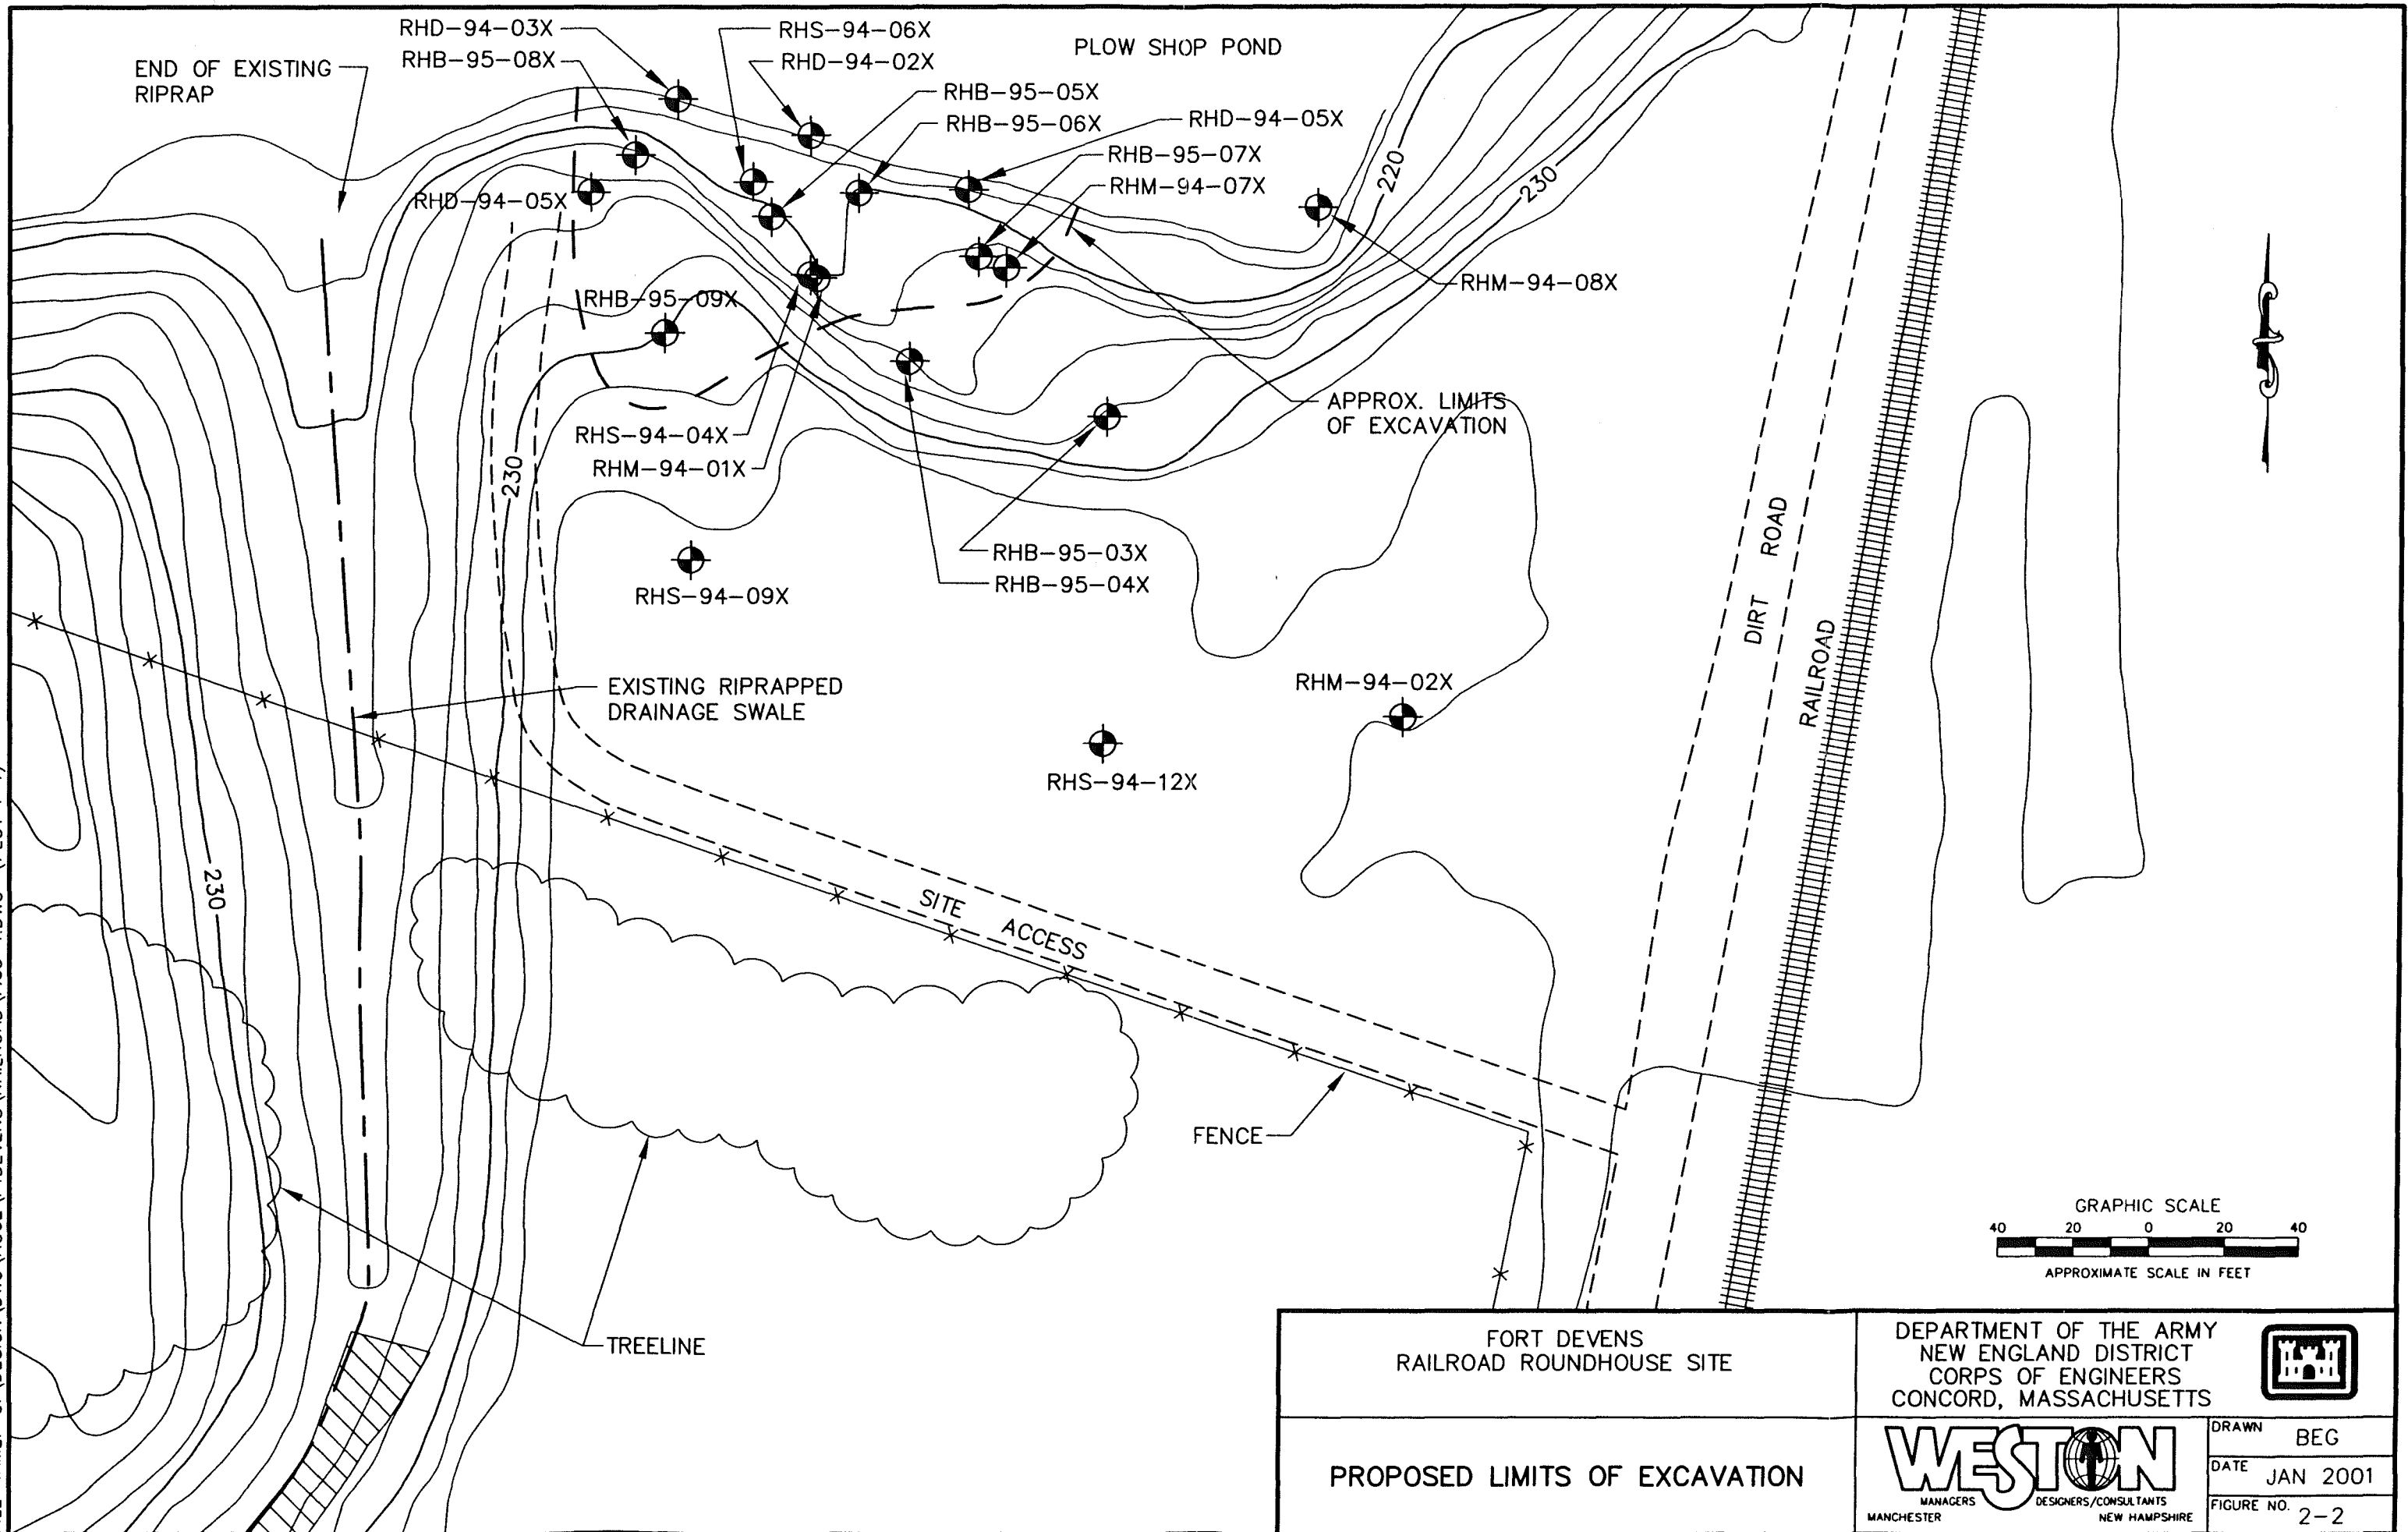 RHD-94-03X
RHB-95-08X
END OF EXISTING
RIPRAP
RHS-94-06X
RHD-94-02X
PLOW SHOP POND
RHB-95-05X
RHB-95-06X
RHD-94-05X
RHB-95-07X
RHM-94-07X
220
230
RHD-94-05X
RHM-94-08X
RHB-95-09X
APPROX. LIMITS
OF EXCAVATION
RHS-94-04X
RHM-94-01X
230
RHB-95-03X
RHB-95-04X
RHS-94-09X
DIRT ROAD
RAILROAD
EXISTING RIPRAPPED
DRAINAGE SWALE
RHM-94-02X
RHS-94-12X
230
SITE ACCESS
FENCE
TREELINE
GRAPHIC SCALE
40 20 0 20 40
APPROXIMATE SCALE IN FEET
FORT DEVENS
RAILROAD ROUNDHOUSE SITE
DEPARTMENT OF THE ARMY
NEW ENGLAND DISTRICT
CORPS OF ENGINEERS
CONCORD, MASSACHUSETTS
PROPOSED LIMITS OF EXCAVATION
WESTON
MANAGERS DESIGNERS/CONSULTANTS
MANCHESTER NEW HAMPSHIRE
DRAWN BEG
DATE JAN 2001
FIGURE NO. 2-2